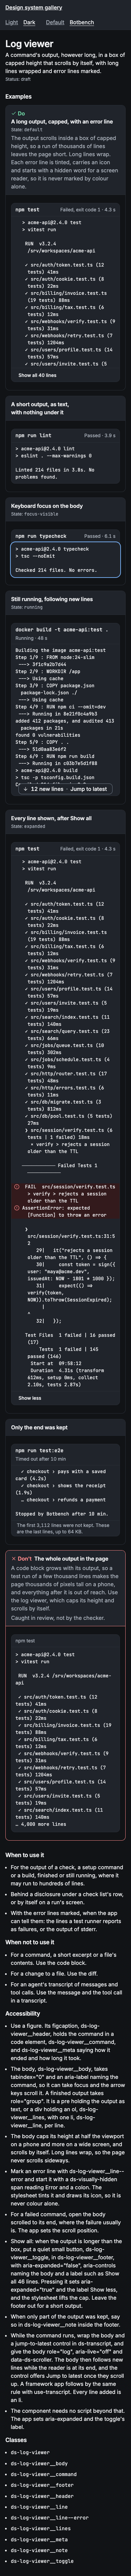 Design system gallery
Light Dark Default Botbench
Log viewer
A command's output, however long, in a box of
capped height that scrolls by itself, with long
lines wrapped and error lines marked.
Status: draft
Examples
✓ Do
A long output, capped, with an error line
State: default
The output scrolls inside a box of capped
height, so a run of thousands of lines
leaves the page short. Long lines wrap.
Each error line is tinted, carries an icon
and starts with a hidden word for a screen
reader, so it is never marked by colour
alone.
npm test Failed, exit code 1 · 4.3 s
> acme-api@2.4.0 test
> vitest run
RUN v3.2.4
/srv/workspaces/acme-api
✓ src/auth/token.test.ts (12
tests) 41ms
✓ src/auth/cookie.test.ts (8
tests) 22ms
✓ src/billing/invoice.test.ts
(19 tests) 88ms
✓ src/billing/tax.test.ts (6
tests) 12ms
✓ src/webhooks/verify.test.ts (9
tests) 31ms
✓ src/webhooks/retry.test.ts (7
tests) 1204ms
✓ src/users/profile.test.ts (14
tests) 57ms
✓ src/users/invite.test.ts (5
Show all 40 lines
A short output, as text,
with nothing under it
npm run lint Passed · 3.0 s
> acme-api@2.4.0 lint
> eslint . --max-warnings 0
Linted 214 files in 3.8s. No
problems found.
Keyboard focus on the body
State: focus-visible
npm run typecheck Passed · 8.1 s
> acme-api@2.4.0 typecheck
> tsc --noEmit
Checked 214 files. No errors.
Still running, following new lines
State: running
docker build -t acme-api:test .
Running · 48 s
Building the image acme-api:test
Step 1/9 : FROM node:24-slim
---> 3f1c9a2b7d44
Step 2/9 : WORKDIR /app
---> Using cache
Step 3/9 : COPY package.json
package-lock.json ./
---> Using cache
Step 4/9 : RUN npm ci --omit=dev
---> Running in
added 412 packages, and audited 413
packages in 21s
found 0 vulnerabilities
Step 5/9 : COPY . .
--->
Step 6/9 : RUN npm run build
---> Running in
> acme-api@2.4.0 build
> tsc -p tsconfig.build.json
↓ 12 new lines · Jump to latest
Every line shown, after Show all
State: expanded
npm test Failed, exit code 1 · 4.3 s
> acme-api@2.4.0 test
> vitest run
RUN v3.2.4
/srv/workspaces/acme-api
✓ src/auth/token.test.ts (12
tests) 41ms
✓ src/auth/cookie.test.ts (8
tests) 22ms
✓ src/billing/invoice.test.ts
(19 tests) 88ms
✓ src/billing/tax.test.ts (6
tests) 12ms
✓ src/webhooks/verify.test.ts (9
tests) 31ms
✓ src/webhooks/retry.test.ts (7
tests) 1204ms
✓ src/users/profile.test.ts (14
tests) 57ms
✓ src/users/invite.test.ts (5
tests) 19ms
✓ src/search/index.test.ts (11
tests) 140ms
✓ src/search/query.test.ts (23
tests) 66ms
✓ src/jobs/queue.test.ts (10
tests) 302ms
✓ src/jobs/schedule.test.ts (4
tests) 9ms
✓ src/http/router.test.ts (17
tests) 48ms
✓ src/http/errors.test.ts (6
tests) 11ms
✓ src/db/migrate.test.ts (3
tests) 812ms
✓ src/db/pool.test.ts (5 tests)
27ms
❯ src/session/verify.test.ts (6
tests | 1 failed) 18ms
× verify > rejects a session
older than the TTL
Failed Tests 1
FAIL src/session/verify.test.ts
> verify > rejects a session
older than the TTL
AssertionError: expected
[Function] to throw an error
❯
src/session/verify.test.ts:31:5
2
29| it("rejects a session
older than the TTL", () => {
30| const token = sign({
user: "maya@acme.dev",
issuedAt: NOW - 1801 * 1000 });
31| expect(() =>
verify(token,
NOW)).toThrow(SessionExpired);
|
^
32| });
Test Files 1 failed | 16 passed
(17)
Tests 1 failed | 145
passed (146)
Start at 09:58:12
Duration 4.31s (transform
612ms, setup 0ms, collect
2.10s, tests 2.87s)
Show less
Only the end was kept
npm run test:e2e
Timed out after 10 min
✓ checkout › pays with a saved
card (4.2s)
✓ checkout › shows the receipt
(1.9s)
… checkout › refunds a payment
Stopped by Botbench after 10 min.
The first 3,112 lines were not kept. These
are the last lines, up to 64 KB.
× Don't The whole output in the page
A code block grows with its output, so a
test run of a few thousand lines makes the
page thousands of pixels tall on a phone,
and everything after it is out of reach. Use
the log viewer, which caps its height and
scrolls by itself.
Caught in review, not by the checker.
npm test
> acme-api@2.4.0 test
> vitest run
RUN v3.2.4 /srv/workspaces/acme-
api
✓ src/auth/token.test.ts (12
tests) 41ms
✓ src/auth/cookie.test.ts (8
tests) 22ms
✓ src/billing/invoice.test.ts (19
tests) 88ms
✓ src/billing/tax.test.ts (6
tests) 12ms
✓ src/webhooks/verify.test.ts (9
tests) 31ms
✓ src/webhooks/retry.test.ts (7
tests) 1204ms
✓ src/users/profile.test.ts (14
tests) 57ms
✓ src/users/invite.test.ts (5
tests) 19ms
✓ src/search/index.test.ts (11
tests) 140ms
… 4,000 more lines
When to use it
• For the output of a check, a setup command
or a build, finished or still running, where it
may run to hundreds of lines.
• Behind a disclosure under a check list's row,
or by itself on a run's screen.
• With the error lines marked, when the app
can tell them: the lines a test runner reports
as failures, or the output of stderr.
When not to use it
• For a command, a short excerpt or a file's
contents. Use the code block.
• For a change to a file. Use the diff.
• For an agent's transcript of messages and
tool calls. Use the message and the tool call
in a transcript.
Accessibility
• Use a figure. Its figcaption, ds-log-
viewer__header, holds the command in a
code element, ds-log-viewer__command,
and ds-log-viewer__meta saying how it
ended and how long it took.
• The body, ds-log-viewer__body, takes
tabindex="0" and an aria-label naming the
command, so it can take focus and the arrow
keys scroll it. A finished output takes
role="group". It is a pre holding the output as
text, or a div holding an ol, ds-log-
viewer__lines, with one li, ds-log-
viewer__line, per line.
• The body caps its height at half the viewport
on a phone and more on a wide screen, and
scrolls by itself. Long lines wrap, so the page
never scrolls sideways.
• Mark an error line with ds-log-viewer__line--
error and start it with a ds-visually-hidden
span reading Error and a colon. The
stylesheet tints it and draws its icon, so it is
never colour alone.
• For a failed command, open the body
scrolled to its end, where the failure usually
is. The app sets the scroll position.
• Show all: when the output is longer than the
box, put a quiet small button, ds-log-
viewer__toggle, in ds-log-viewer__footer,
with aria-expanded="false", aria-controls
naming the body and a label such as Show
all 46 lines. Pressing it sets aria-
expanded="true" and the label Show less,
and the stylesheet lifts the cap. Leave the
footer out for a short output.
• When only part of the output was kept, say
so in ds-log-viewer__note inside the footer.
• While the command runs, wrap the body and
a jump-to-latest control in ds-transcript, and
give the body role="log", aria-live="off" and
data-ds-scroller. The body then follows new
lines while the reader is at its end, and the
control offers Jump to latest once they scroll
up. A framework app follows by the same
rule with use-transcript. Every line added is
an li.
• The component needs no script beyond that.
The app sets aria-expanded and the toggle's
label.
Classes
• ds-log-viewer
• ds-log-viewer__body
• ds-log-viewer__command
• ds-log-viewer__footer
• ds-log-viewer__header
• ds-log-viewer__line
• ds-log-viewer__line--error
• ds-log-viewer__lines
• ds-log-viewer__meta
• ds-log-viewer__note
• ds-log-viewer__toggle